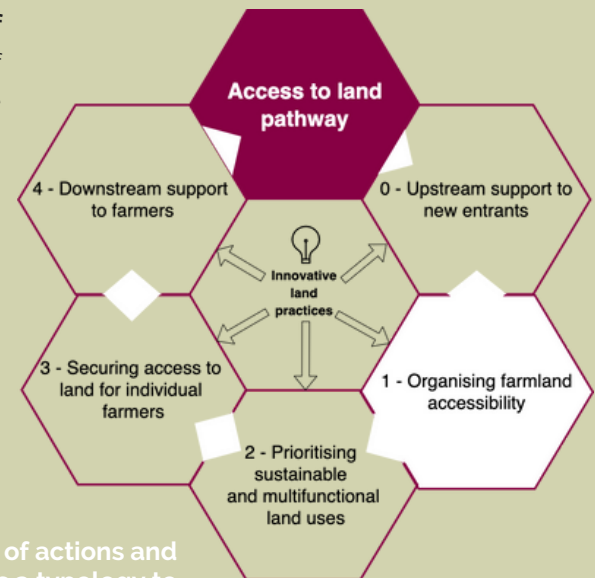 Access to land
pathway
4 - Downstream support
to farmers
0 - Upstream support to
new entrants
Innovative
land
practices
3 - Securing access to
land for individual
farmers
1 - Organising farmland
accessibility
2 - Prioritising
sustainable
and multifunctional
land uses
of actions and
a typology to